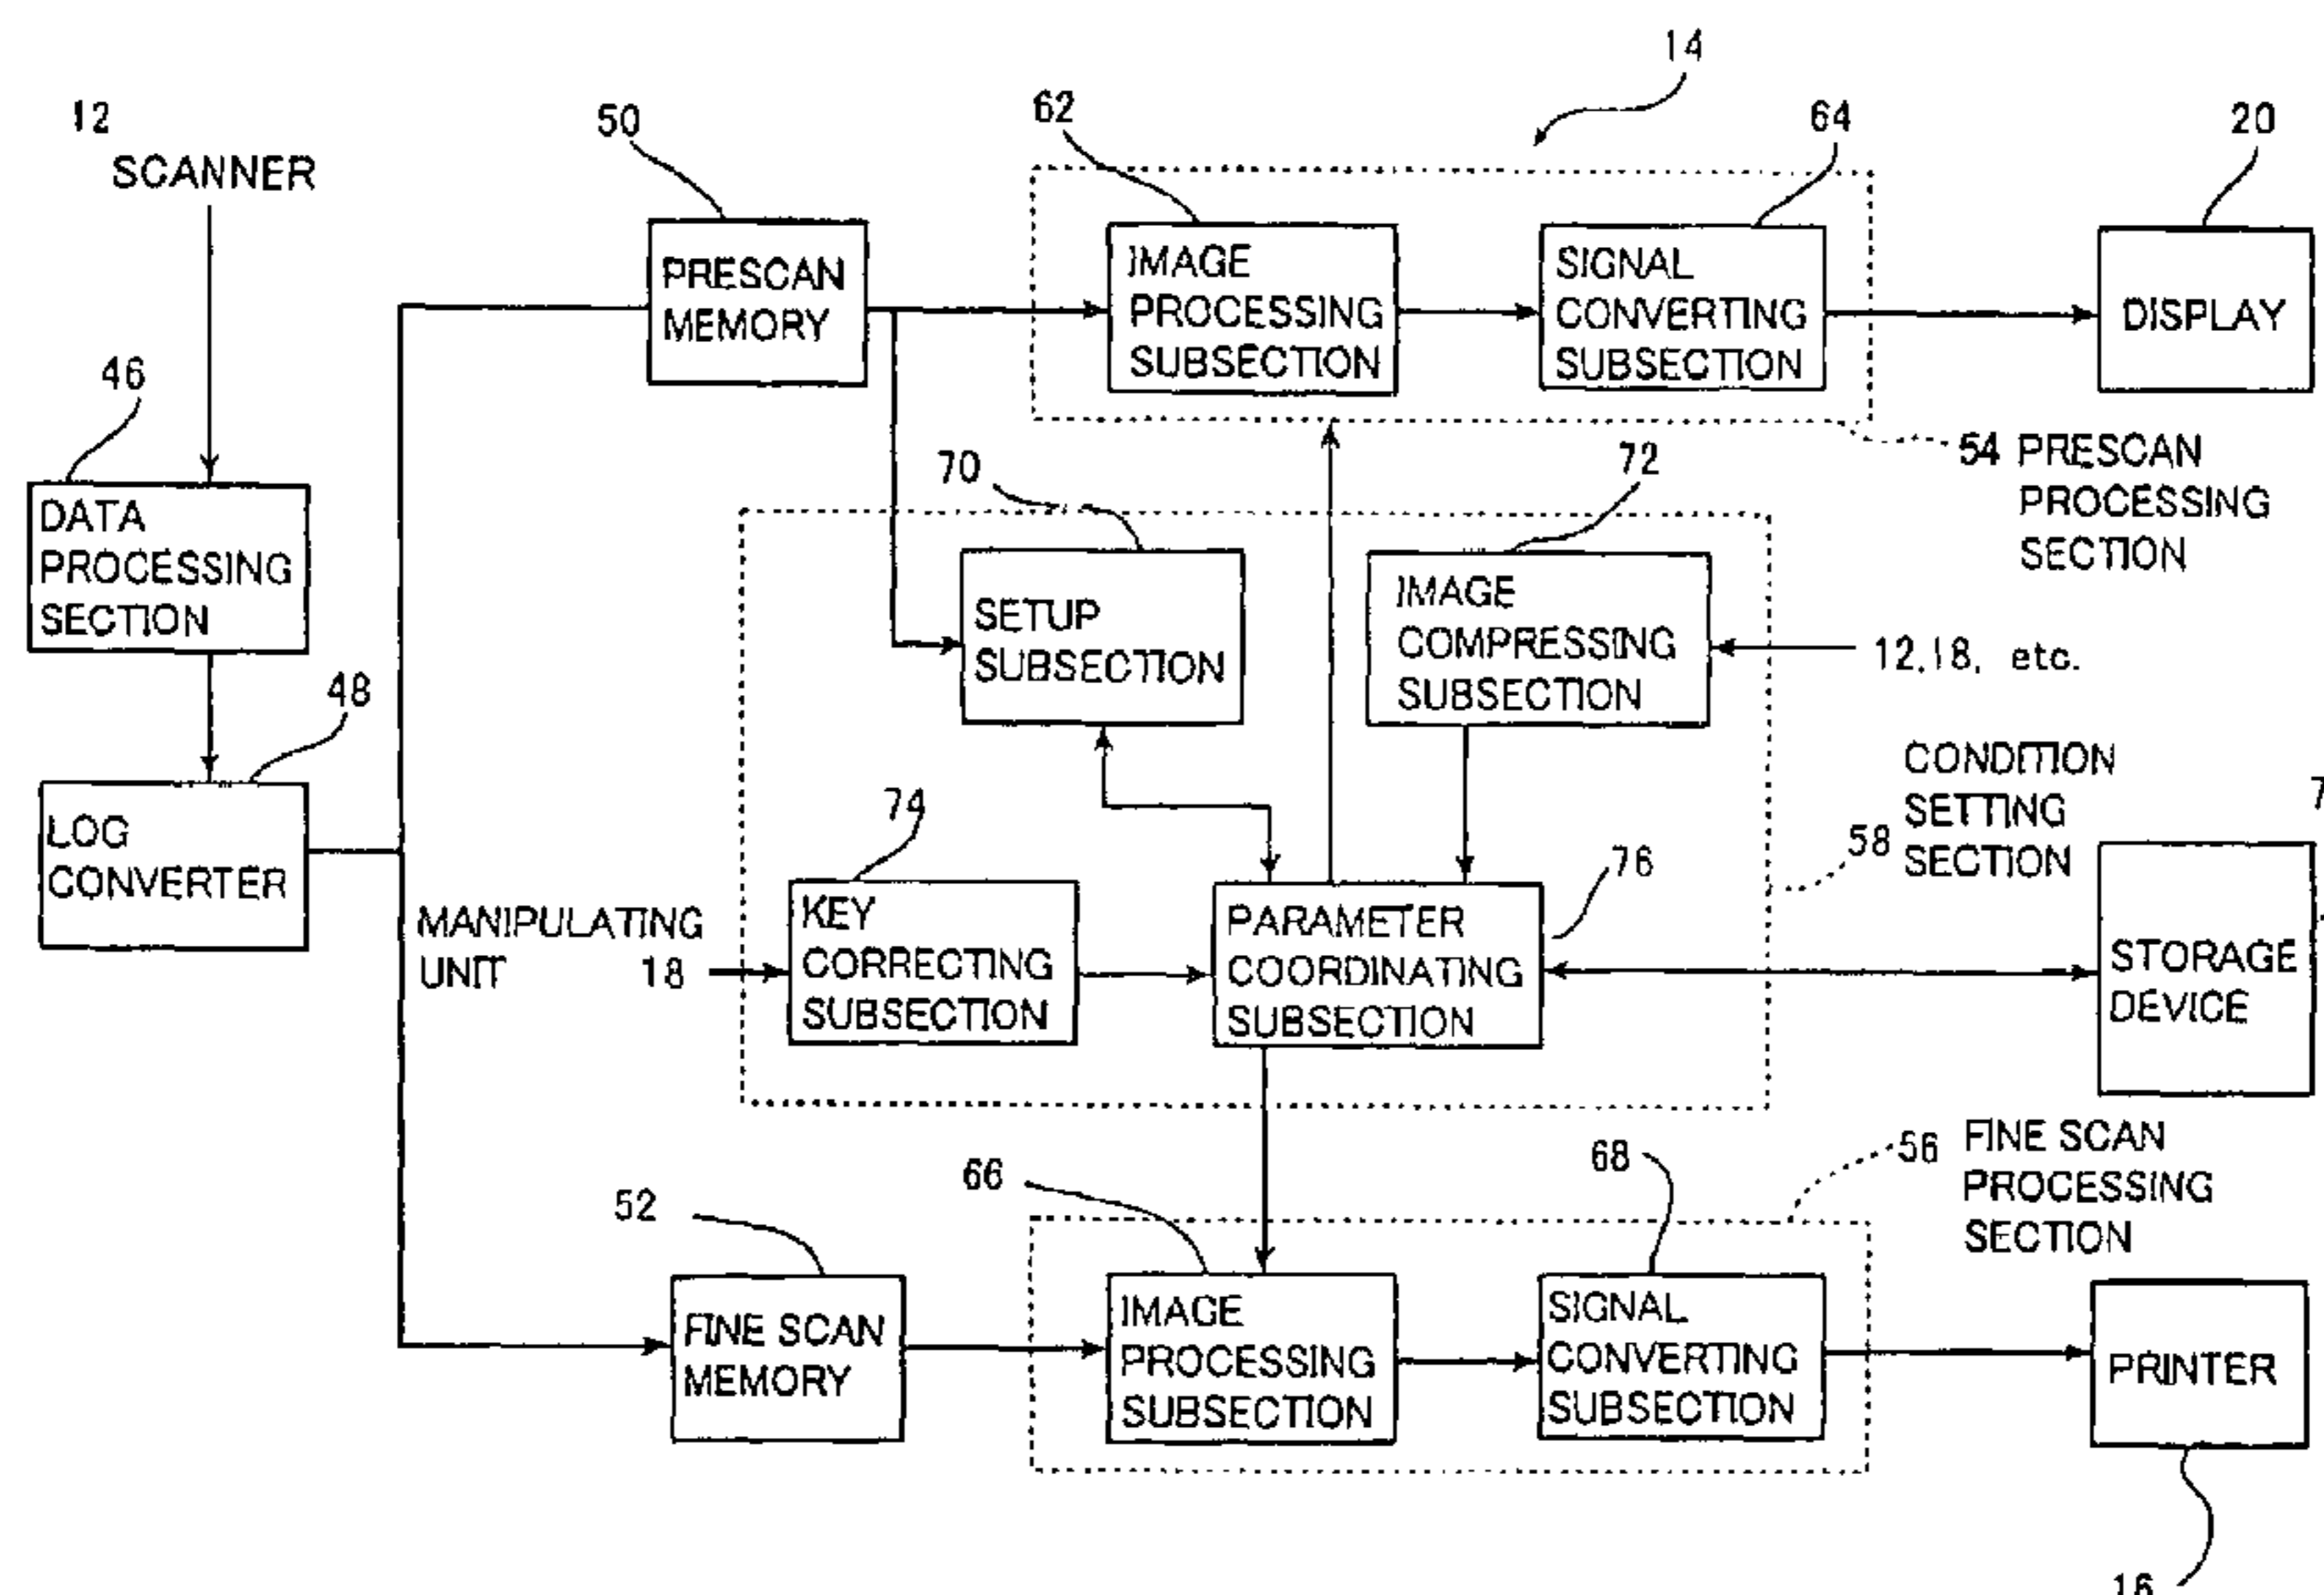 14
12
SCANNER
50
62
64
20
PRESCAN
MEMORY
IMAGE
PROCESSING
SUBSECTION
SIGNAL
CONVERTING
SUBSECTION
DISPLAY
46
DATA
PROCESSING
SECTION
54 PRESCAN
PROCESSING
SECTION
70
72
SETUP
SUBSECTION
IMAGE
COMPRESSING
SUBSECTION
12,18, etc.
48
LOG
CONVERTER
74
76
58
CONDITION
SETTING
SECTION
7
MANIPULATING
UNIT 18
KEY
CORRECTING
SUBSECTION
PARAMETER
COORDINATING
SUBSECTION
STORAGE
DEVICE
52
66
68
56 FINE SCAN
PROCESSING
SECTION
FINE SCAN
MEMORY
IMAGE
PROCESSING
SUBSECTION
SIGNAL
CONVERTING
SUBSECTION
PRINTER
16